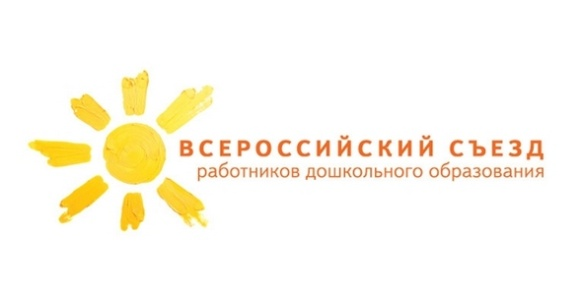 ВСЕРОССИЙСКИЙ СЪЕЗД
работников дошкольного образования